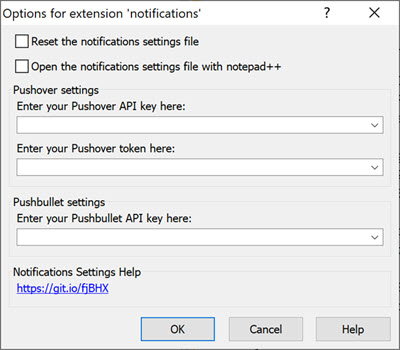 Options for extension 'notifications'
?
Reset the notifications settings file
Open the notifications settings file with notepad++
Pushover settings
Enter your Pushover API key here:
Enter your Pushover token here:
Pushbullet settings
Enter your Pushbullet API key here:
Notifications Settings Help
https://git.io/fjBHX
OK Cancel Help